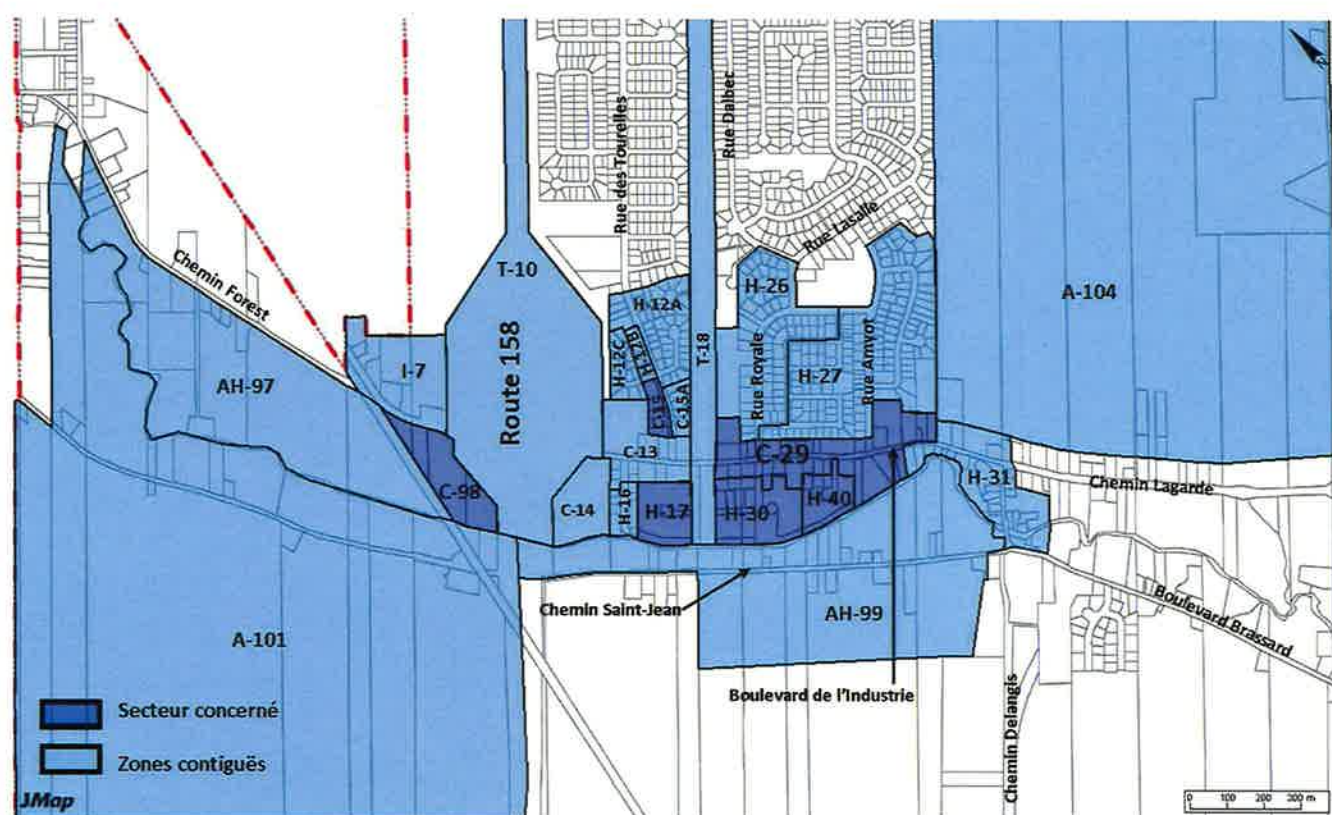 Rue des Tourelles
Rue Dalbec
Rue Lasalle
T-10
H-26
A-104
Chemin Forest
H-12A
Rue Amyot
Route 158
T-18
H-12C
H-12B
Rue Royale
I-7
H-27
AH-97
C-15
C-15A
C-13
C-29
H-31
Chemin Lagarde
C-98
C-14
H-16
H-17
H-30
H-40
Chemin Saint-Jean
AH-99
Boulevard Brassard
A-101
Boulevard de l'Industrie
Chemin Delangis
Secteur concerné
Zones contiguës
JMap
0 100 200 300 m